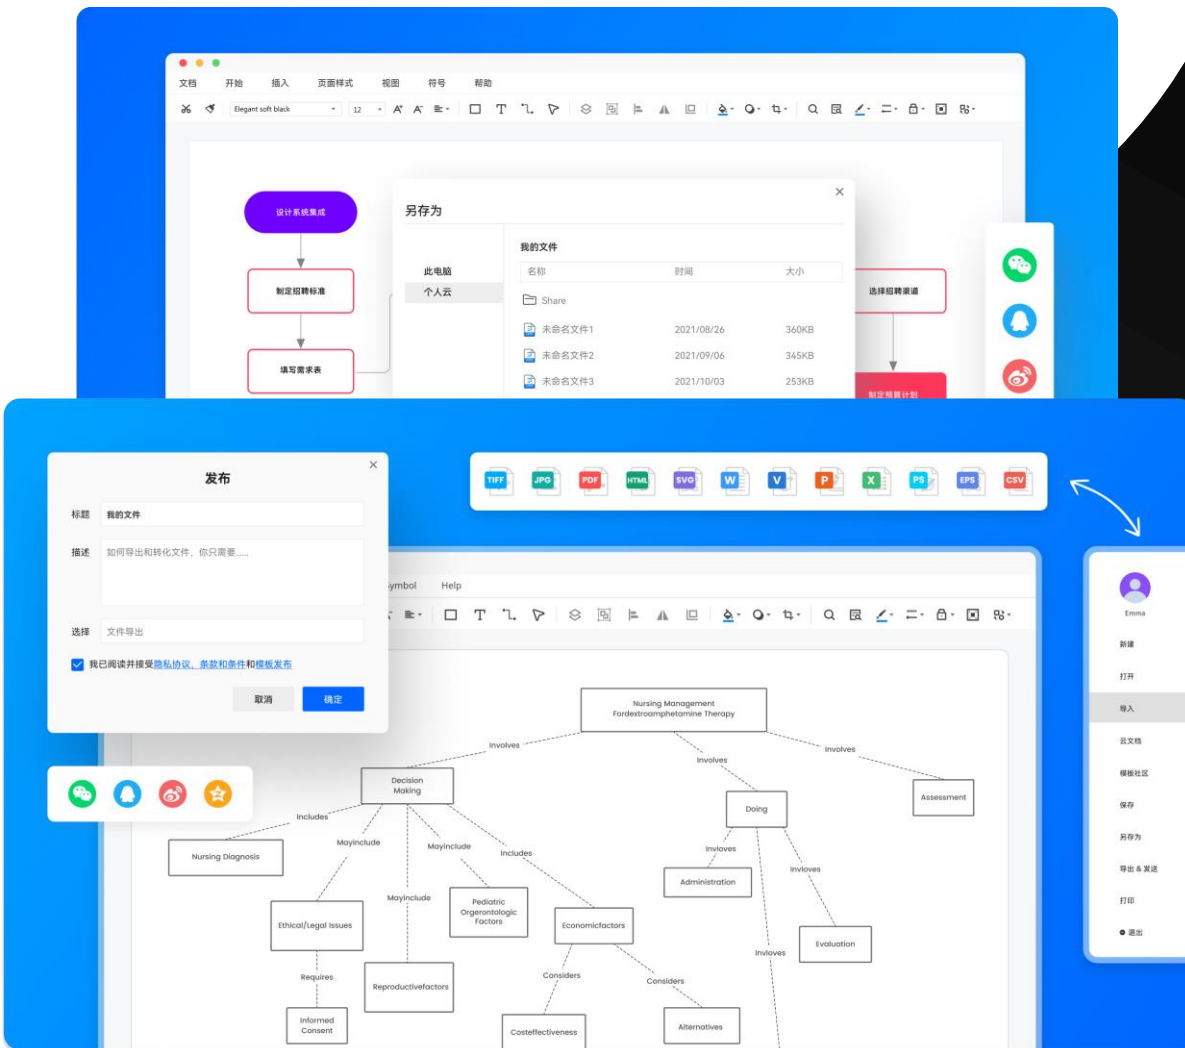 文档 开始 插入 页面样式 视图 符号 帮助
Elegant soft black 12 A+ A-
设计系统集成
制定招聘标准
填写需求表
另存为
此电脑
个人云
我的文件
名称 时间 大小
Share
未命名文件1 2021/08/26 360KB
未命名文件2 2021/09/06 345KB
未命名文件3 2021/10/03 253KB
选择招聘渠道
制定预算计划
发布
标题 我的文件
描述 如何导出和转化文件，你只需要......
选择 文件导出
我已阅读并接受隐私协议、条款和条件和模板发布
取消 确定
TIFF JPG PDF HTML SVG W V P X PS EPS CSV
ymbol Help
Nursing Management
Fordextroamphetamine Therapy
Involves
Involves
Involves
Decision
Making
Doing
Assessment
Includes
Mayinclude
Mayinclude
Includes
Invloves
Invloves
Nursing Diagnosis
Administration
Mayinclude
Pediatric
Orgerontologic
Factors
Ethical/Legal Issues
Economicfactors
Evaluation
Invloves
Requires
Reproductivefactors
Considers
Considers
Informed
Consent
Costeffectiveness
Alternatives
Emma
新建
打开
导入
云文档
模板社区
保存
另存为
导出 & 发送
打印
退出